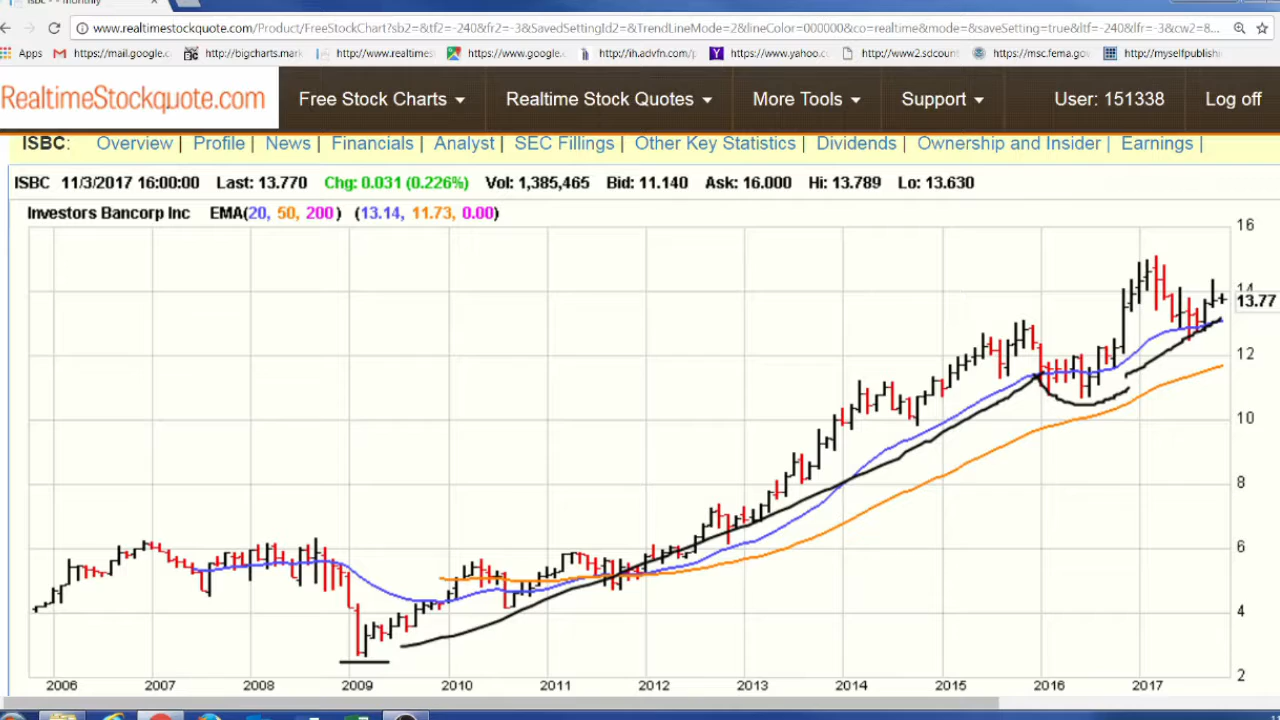 isbc - - monthly
www.realtimestockquote.com/Product/FreeStockChart?sb2=&tf2=-240&fr2=-3&SavedSettingId2=&TrendLineMode=2&lineColor=000000&co=realtime&mode=&saveSetting=true&ltf=-240&lfr=-3&cw2=8...
Apps https://mail.google.c http://bigcharts.mark http://www.realtimes https://www.google. http://ih.advfn.com/p https://www.yahoo.c http://www2.sdcount https://msc.fema.gov http://myselfpublish
RealtimeStockquote.com Free Stock Charts Realtime Stock Quotes More Tools Support User: 151338 Log off
ISBC: Overview | Profile | News | Financials | Analyst | SEC Fillings | Other Key Statistics | Dividends | Ownership and Insider | Earnings |
ISBC 11/3/2017 16:00:00 Last: 13.770 Chg: 0.031 (0.226%) Vol: 1,385,465 Bid: 11.140 Ask: 16.000 Hi: 13.789 Lo: 13.630
Investors Bancorp Inc EMA(20, 50, 200 ) (13.14, 11.73, 0.00)
16
14
13.77
12
10
8
6
4
2
2006 2007 2008 2009 2010 2011 2012 2013 2014 2015 2016 2017